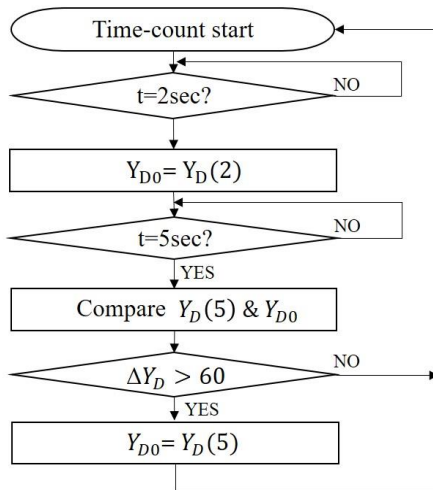 Time-count start
NO
t=2sec?
Y_D0= Y_D(2)
NO
t=5sec?
YES
Compare Y_D(5) & Y_D0
NO
ΔY_D > 60
YES
Y_D0= Y_D(5)